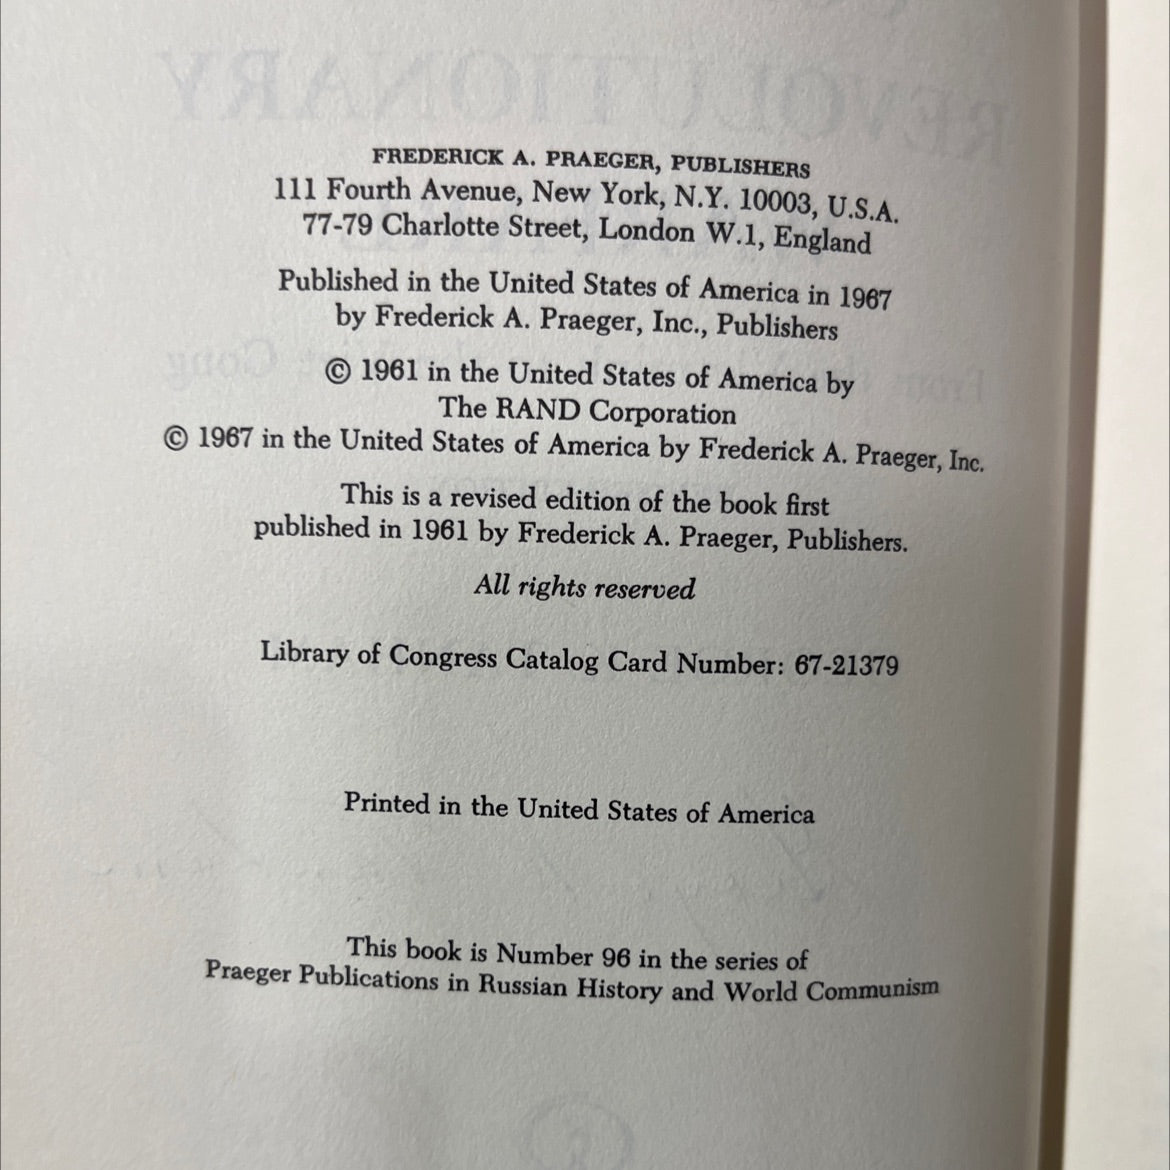 FREDERICK A. PRAEGER, PUBLISHERS
111 Fourth Avenue, New York, N.Y. 10003, U.S.A.
77-79 Charlotte Street, London W.1, England
Published in the United States of America in 1967
by Frederick A. Praeger, Inc., Publishers
© 1961 in the United States of America by
The RAND Corporation
© 1967 in the United States of America by Frederick A. Praeger, Inc.
This is a revised edition of the book first
published in 1961 by Frederick A. Praeger, Publishers.
All rights reserved
Library of Congress Catalog Card Number: 67-21379
Printed in the United States of America
This book is Number 96 in the series of
Praeger Publications in Russian History and World Communism